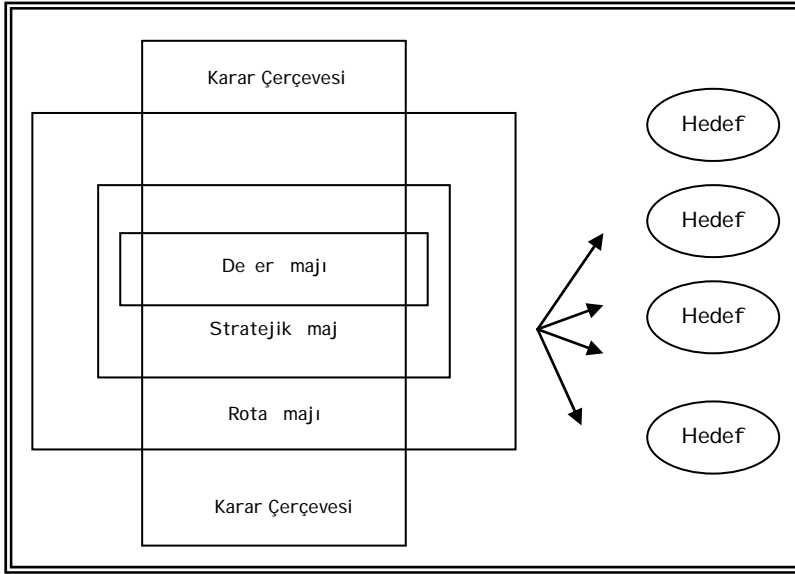 Karar Çerçevesi
De er majı
Stratejik maj
Rota majı
Karar Çerçevesi
Hedef
Hedef
Hedef
Hedef